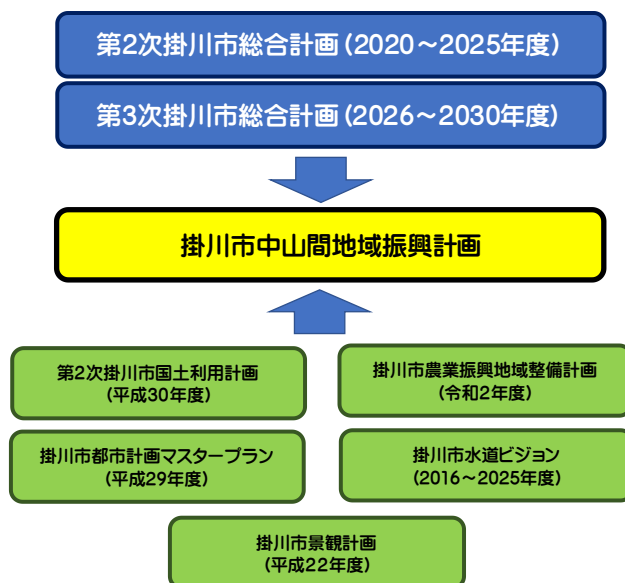 第2次掛川市総合計画(2020～2025年度)
第3次掛川市総合計画(2026～2030年度)
掛川市中山間地域振興計画
第2次掛川市国土利用計画
(平成30年度)
掛川市農業振興地域整備計画
(令和2年度)
掛川市都市計画マスタープラン
(平成29年度)
掛川市水道ビジョン
(2016～2025年度)
掛川市景観計画
(平成22年度)